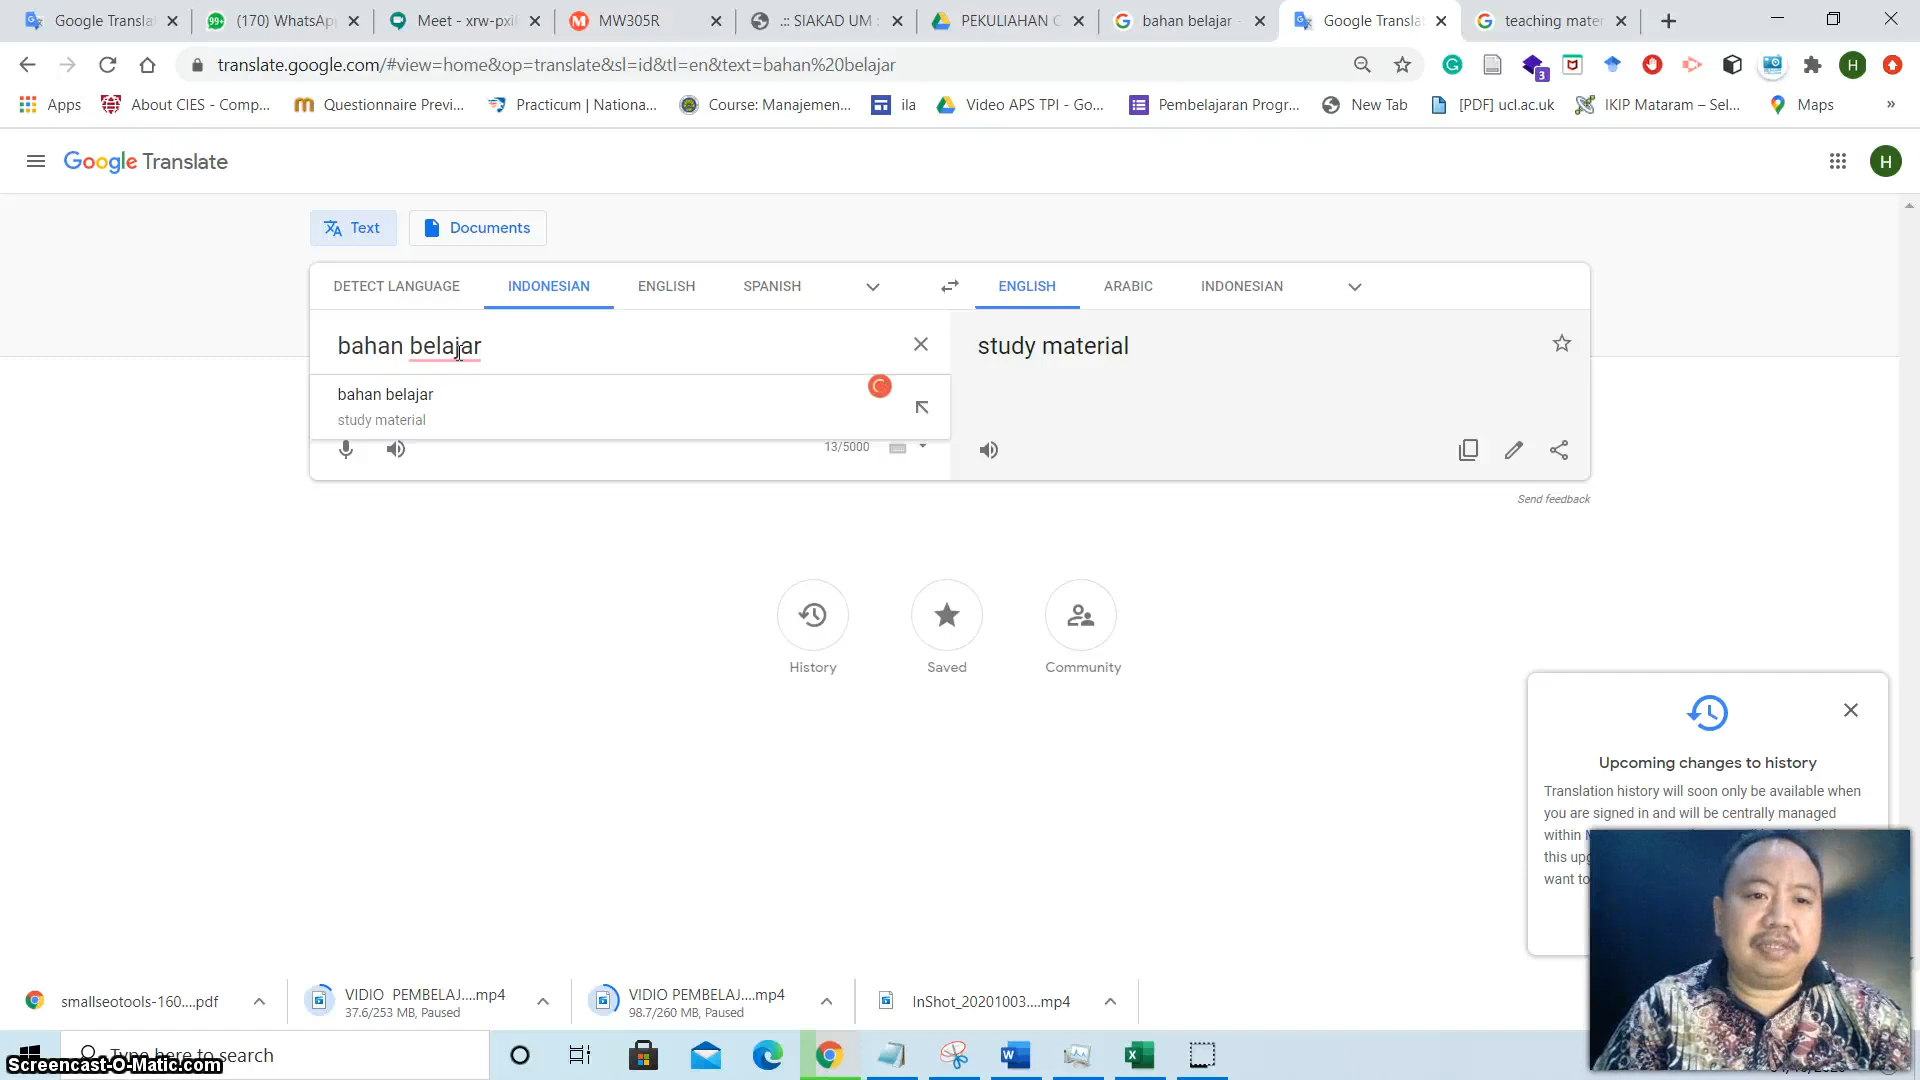 Google Transla
(170) WhatsAp
Meet - xrw-pxi
MW305R
.:: SIAKAD UM :
PEKULIAHAN
bahan belajar -
Google Transla
teaching mater
translate.google.com/#view=home&op=translate&sl=id&tl=en&text=bahan%20belajar
3
H
Apps
About CIES - Comp...
Questionnaire Previ...
Practicum | Nationa...
Course: Manajemen...
ila
Video APS TPI - Go...
Pembelajaran Progr...
New Tab
[PDF] ucl.ac.uk
IKIP Mataram – Sel...
Maps
»
Google Translate
H
Text
Documents
DETECT LANGUAGE
INDONESIAN
ENGLISH
SPANISH
ENGLISH
ARABIC
INDONESIAN
bahan belajar
study material
bahan belajar
study material
13/5000
Send feedback
History
Saved
Community
Upcoming changes to history
Translation history will soon only be available when
you are signed in and will be centrally managed
within
this upg
want to
smallseotools-160....pdf
VIDIO PEMBELAJ....mp4
37.6/253 MB, Paused
VIDIO PEMBELAJ....mp4
98.7/260 MB, Paused
InShot_20201003....mp4
Type here to search
Screencast-O-Matic.com